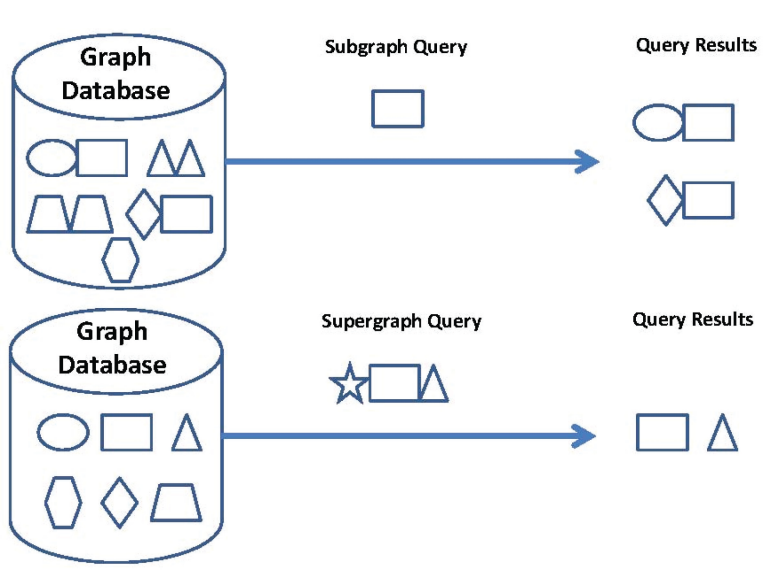 Graph
Database
Subgraph Query
Query Results
Graph
Database
Supergraph Query
Query Results